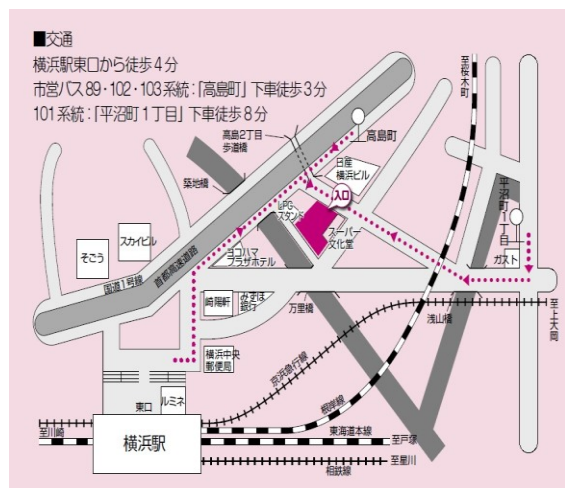 ■交通
横浜駅東口から徒歩4分
市営バス89・102・103系統:「高島町」下車徒歩3分
101系統:「平沼町1丁目」下車徒歩8分
至桜木町
高島2丁目
歩道橋
高島町
日産
横浜ビル
築地橋
入口
LPG
スタンド
平沼町1丁目
スーパー
文化堂
スカイビル
そごう
ヨコハマ
プラザホテル
ガスト
首都高速道路
国道1号線
崎陽軒
みずほ
銀行
万里橋
浅山橋
至上大岡
横浜中央
郵便局
京浜急行線
根岸線
ルミネ
東口
東海道本線
至川崎
横浜駅
至戸塚
至星川
相鉄線